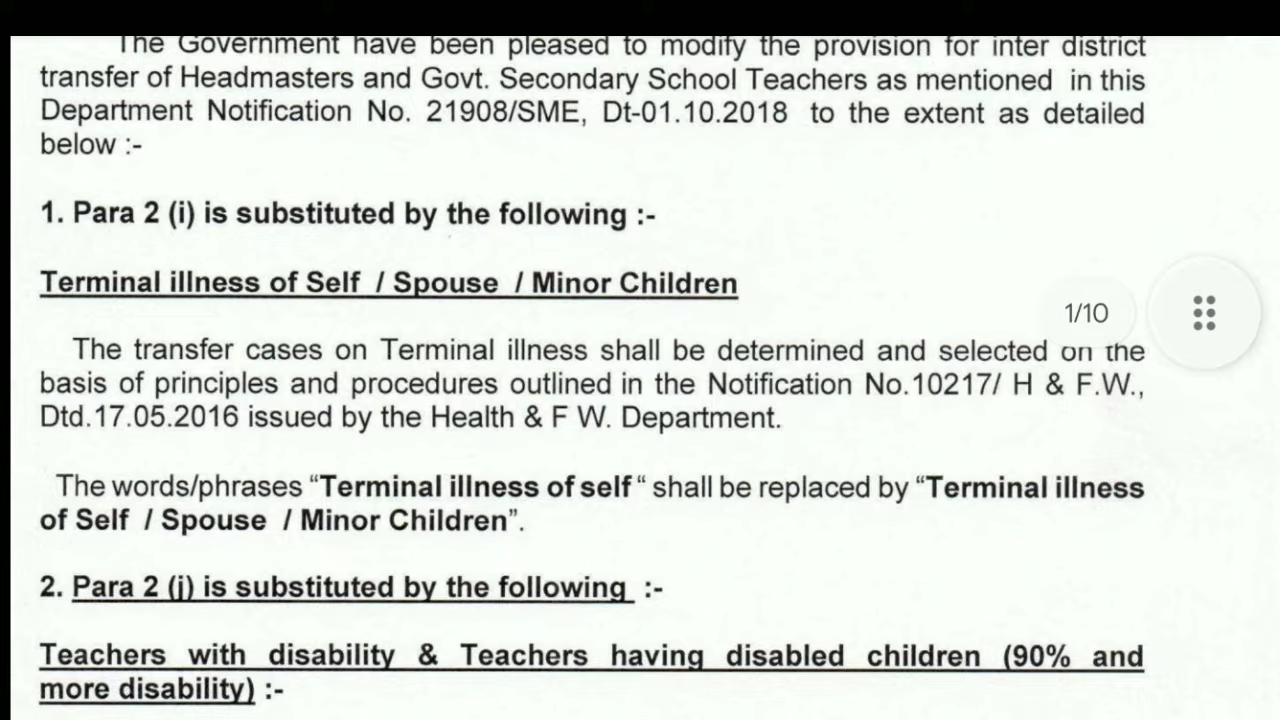 The Government have been pleased to modify the provision for inter district
transfer of Headmasters and Govt. Secondary School Teachers as mentioned in this
Department Notification No. 21908/SME, Dt-01.10.2018 to the extent as detailed
below :-
1. Para 2 (i) is substituted by the following :-
Terminal illness of Self / Spouse / Minor Children
1/10
The transfer cases on Terminal illness shall be determined and selected on the
basis of principles and procedures outlined in the Notification No.10217/ H & F.W.,
Dtd.17.05.2016 issued by the Health & F W. Department.
The words/phrases “Terminal illness of self “ shall be replaced by “Terminal illness
of Self / Spouse / Minor Children”.
2. Para 2 (j) is substituted by the following :-
Teachers with disability & Teachers having disabled children (90% and
more disability) :-